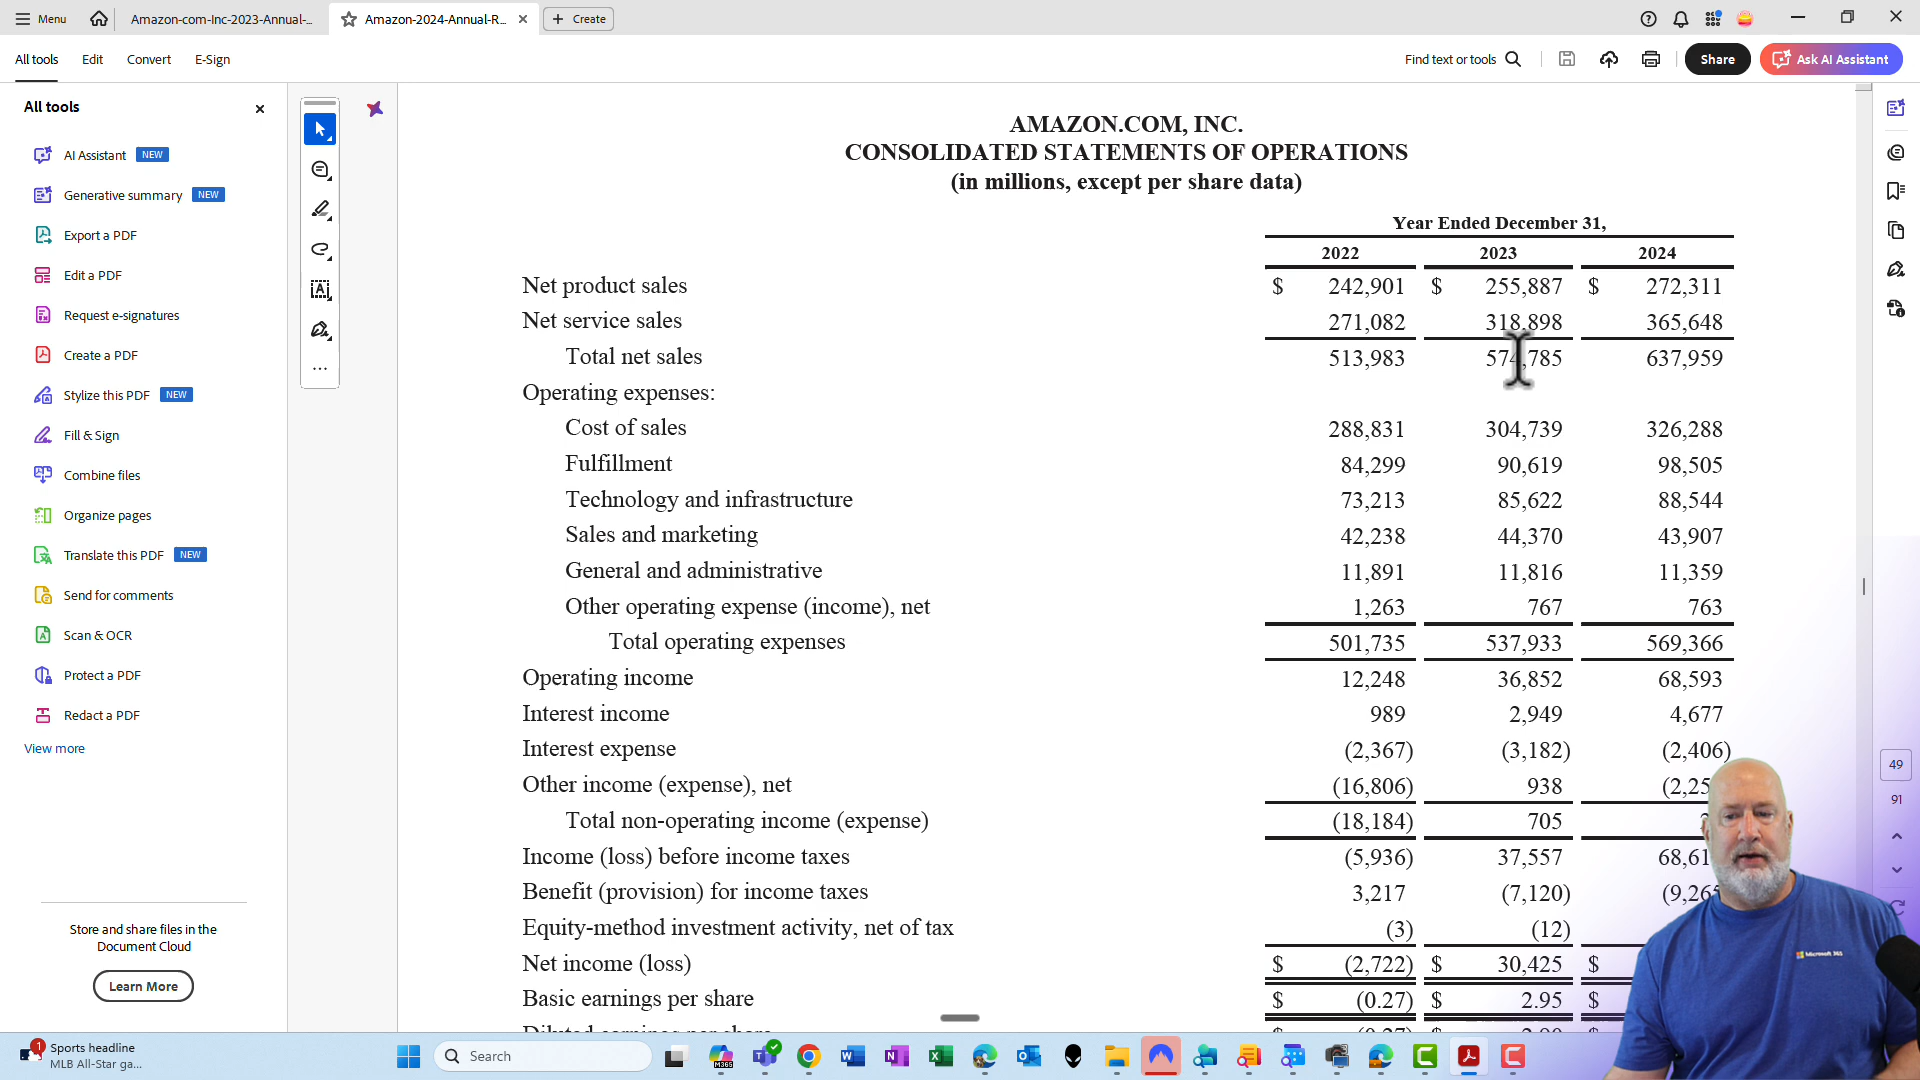 Menu
Amazon-com-Inc-2023-Annual-...
Amazon-2024-Annual-R...
Create
All tools
Edit
Convert
E-Sign
Find text or tools
Share
Ask AI Assistant
All tools
AI Assistant NEW
Generative summary NEW
Export a PDF
Edit a PDF
Request e-signatures
Create a PDF
Stylize this PDF NEW
Fill & Sign
Combine files
Organize pages
Translate this PDF NEW
Send for comments
Scan & OCR
Protect a PDF
Redact a PDF
View more
Store and share files in the
Document Cloud
Learn More
AMAZON.COM, INC.
CONSOLIDATED STATEMENTS OF OPERATIONS
(in millions, except per share data)
Year Ended December 31,
2022 2023 2024
Net product sales $ 242,901 $ 255,887 $ 272,311
Net service sales 271,082 318,898 365,648
Total net sales 513,983 574,785 637,959
Operating expenses:
Cost of sales 288,831 304,739 326,288
Fulfillment 84,299 90,619 98,505
Technology and infrastructure 73,213 85,622 88,544
Sales and marketing 42,238 44,370 43,907
General and administrative 11,891 11,816 11,359
Other operating expense (income), net 1,263 767 763
Total operating expenses 501,735 537,933 569,366
Operating income 12,248 36,852 68,593
Interest income 989 2,949 4,677
Interest expense (2,367) (3,182) (2,406)
Other income (expense), net (16,806) 938
Total non-operating income (expense) (18,184) 705
Income (loss) before income taxes (5,936) 37,557
Benefit (provision) for income taxes 3,217 (7,120)
Equity-method investment activity, net of tax (3) (12)
Net income (loss) $ (2,722) $ 30,425 $
Basic earnings per share $ (0.27) $ 2.95 $
49
91
Microsoft 365
1
Sports headline
MLB All-Star ga...
Search
M365